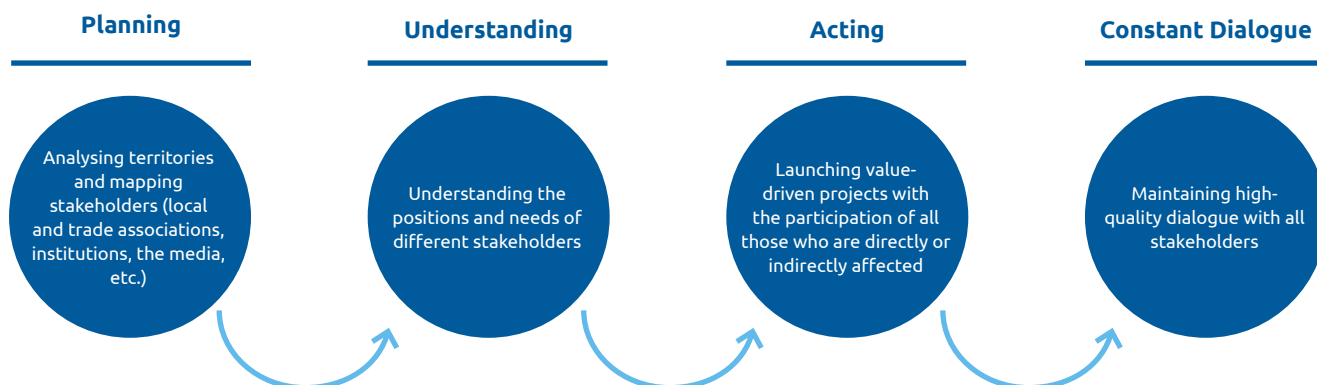 Planning
Understanding
Acting
Constant Dialogue
Analysing territories
and mapping
stakeholders (local
and trade associations,
institutions, the media,
etc.)
Understanding the
positions and needs of
different stakeholders
Launching value-
driven projects with
the participation of all
those who are directly or
indirectly affected
Maintaining high-
quality dialogue with all
stakeholders